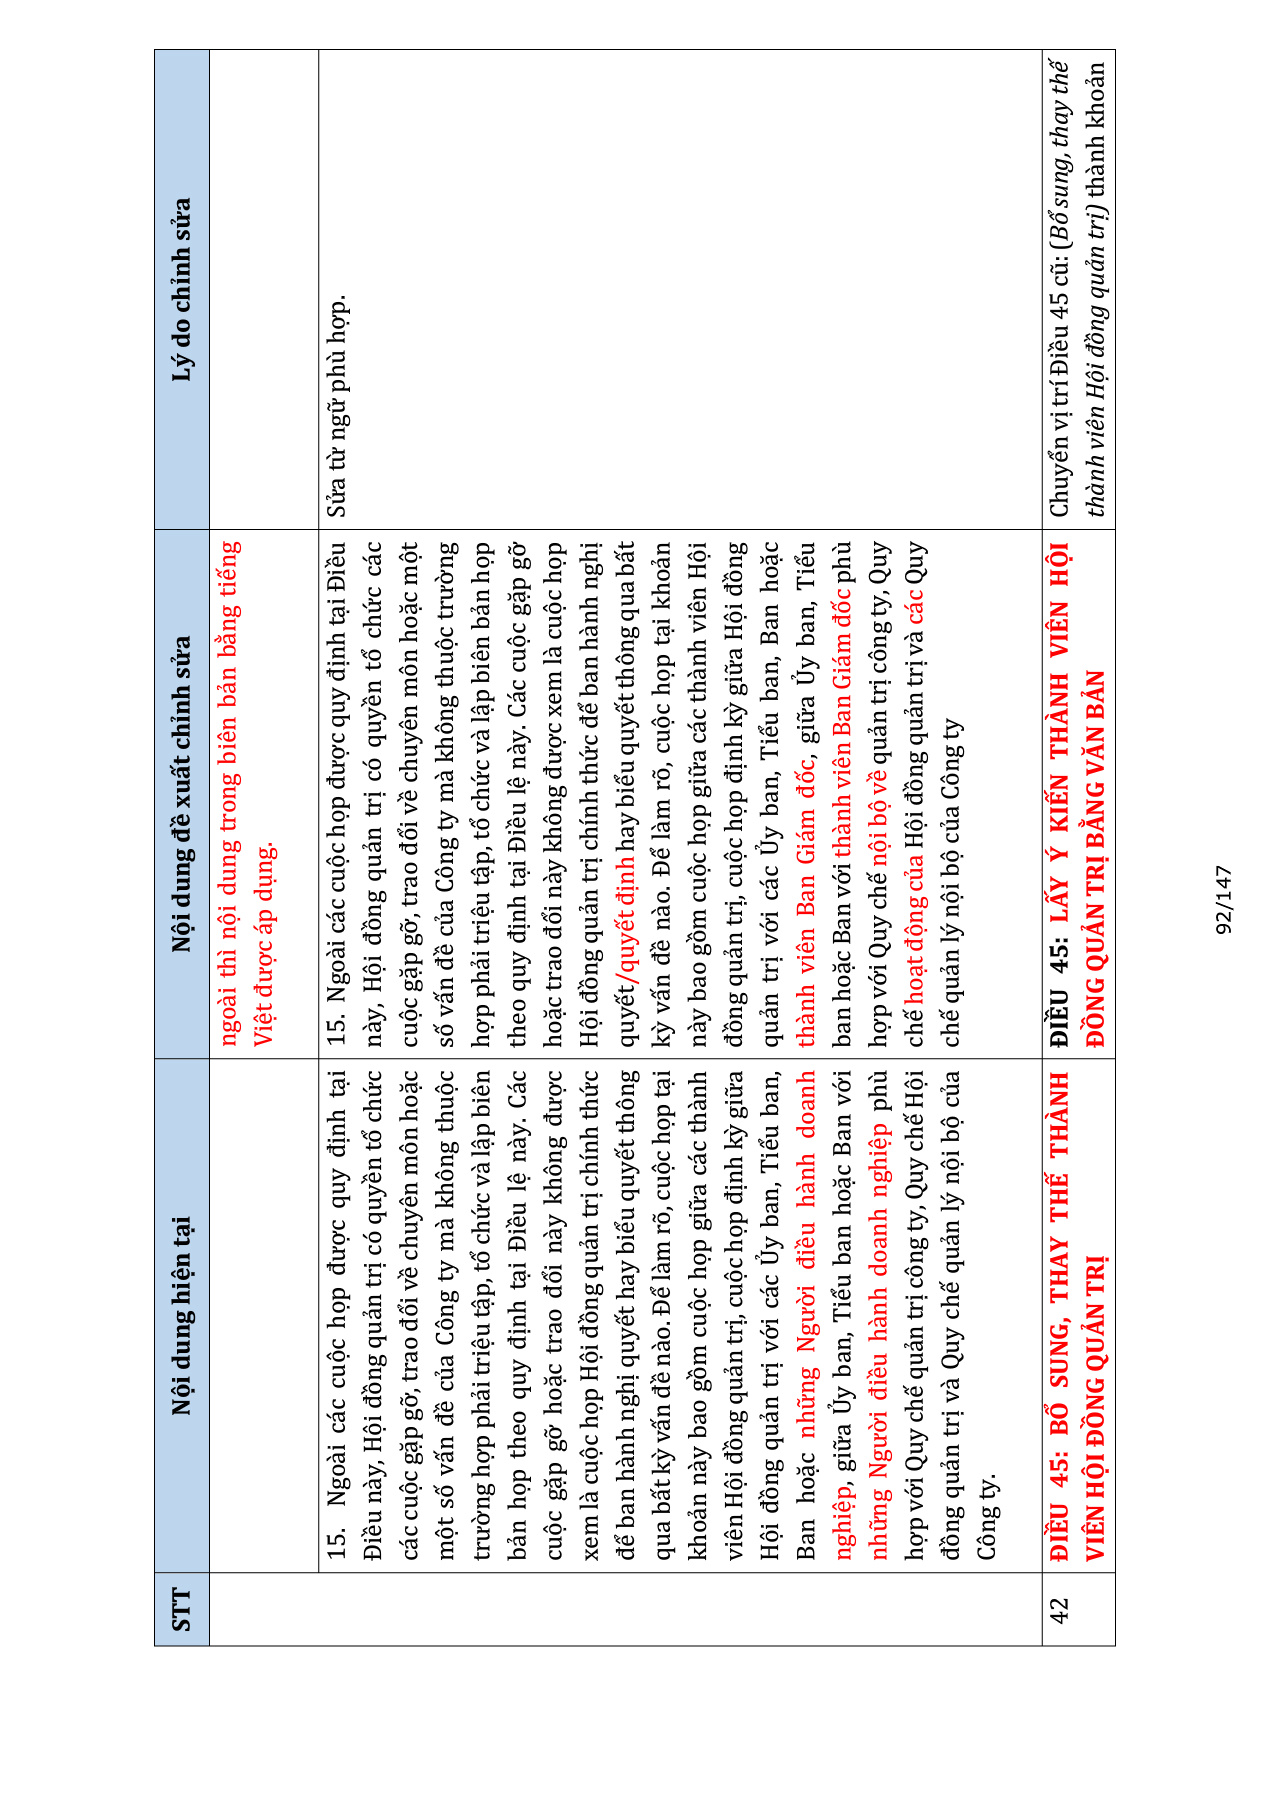 STT
Nội dung hiện tại
Nội dung đề xuất chỉnh sửa
Lý do chỉnh sửa
ngoài thì nội dung trong biên bản bằng tiếng
Việt được áp dụng.
15. Ngoài các cuộc họp được quy định tại
Điều này, Hội đồng quản trị có quyền tổ chức
các cuộc gặp gỡ, trao đổi về chuyên môn hoặc
một số vấn đề của Công ty mà không thuộc
trường hợp phải triệu tập, tổ chức và lập biên
bản họp theo quy định tại Điều lệ này. Các
cuộc gặp gỡ hoặc trao đổi này không được
xem là cuộc họp Hội đồng quản trị chính thức
để ban hành nghị quyết hay biểu quyết thông
qua bất kỳ vấn đề nào. Để làm rõ, cuộc họp tại
khoản này bao gồm cuộc họp giữa các thành
viên Hội đồng quản trị, cuộc họp định kỳ giữa
Hội đồng quản trị với các Ủy ban, Tiểu ban,
Ban hoặc những Người điều hành doanh
nghiệp, giữa Ủy ban, Tiểu ban hoặc Ban với
những Người điều hành doanh nghiệp phù
hợp với Quy chế quản trị công ty, Quy chế Hội
đồng quản trị và Quy chế quản lý nội bộ của
Công ty.
15. Ngoài các cuộc họp được quy định tại Điều
này, Hội đồng quản trị có quyền tổ chức các
cuộc gặp gỡ, trao đổi về chuyên môn hoặc một
số vấn đề của Công ty mà không thuộc trường
hợp phải triệu tập, tổ chức và lập biên bản họp
theo quy định tại Điều lệ này. Các cuộc gặp gỡ
hoặc trao đổi này không được xem là cuộc họp
Hội đồng quản trị chính thức để ban hành nghị
quyết/quyết định hay biểu quyết thông qua bất
kỳ vấn đề nào. Để làm rõ, cuộc họp tại khoản
này bao gồm cuộc họp giữa các thành viên Hội
đồng quản trị, cuộc họp định kỳ giữa Hội đồng
quản trị với các Ủy ban, Tiểu ban, Ban hoặc
thành viên Ban Giám đốc, giữa Ủy ban, Tiểu
ban hoặc Ban với thành viên Ban Giám đốc phù
hợp với Quy chế nội bộ về quản trị công ty, Quy
chế hoạt động của Hội đồng quản trị và các Quy
chế quản lý nội bộ của Công ty
Sửa từ ngữ phù hợp.
42
ĐIỀU 45: BỔ SUNG, THAY THẾ THÀNH
VIÊN HỘI ĐỒNG QUẢN TRỊ
ĐIỀU 45: LẤY Ý KIẾN THÀNH VIÊN HỘI
ĐỒNG QUẢN TRỊ BẰNG VĂN BẢN
Chuyển vị trí Điều 45 cũ: (Bổ sung, thay thế
thành viên Hội đồng quản trị) thành khoản
92/147